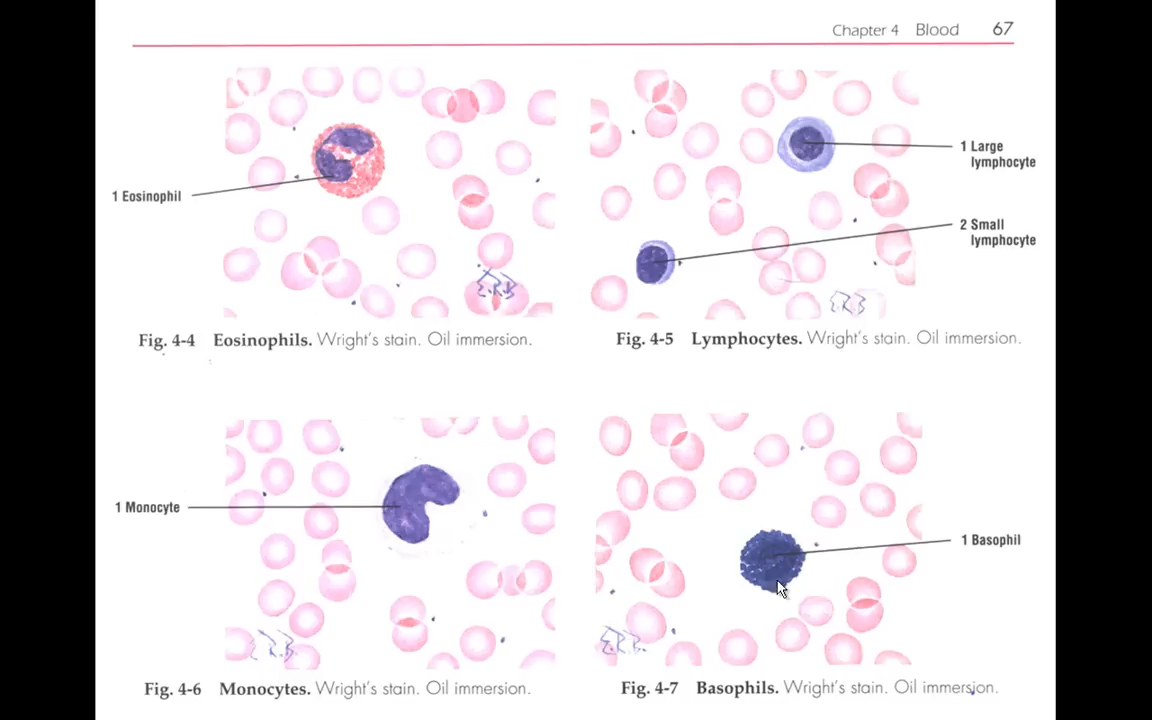 Chapter 4 Blood 67
1 Eosinophil
1 Large
lymphocyte
2 Small
lymphocyte
E.R.B
E.R.B
Fig. 4-4 Eosinophils. Wright's stain. Oil immersion.
Fig. 4-5 Lymphocytes. Wright's stain. Oil immersion.
1 Monocyte
1 Basophil
E.R.B.
Fig. 4-6 Monocytes. Wright's stain. Oil immersion.
Fig. 4-7 Basophils. Wright's stain. Oil immersion.